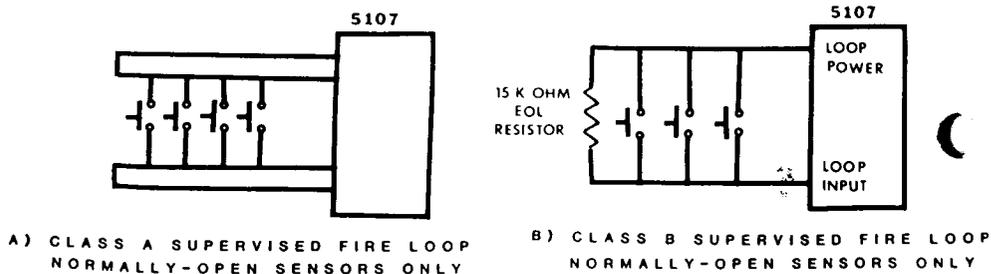 5107
A) CLASS A SUPERVISED FIRE LOOP
NORMALLY-OPEN SENSORS ONLY
5107
LOOP
POWER
15 K OHM
EOL
RESISTOR
LOOP
INPUT
B) CLASS B SUPERVISED FIRE LOOP
NORMALLY-OPEN SENSORS ONLY